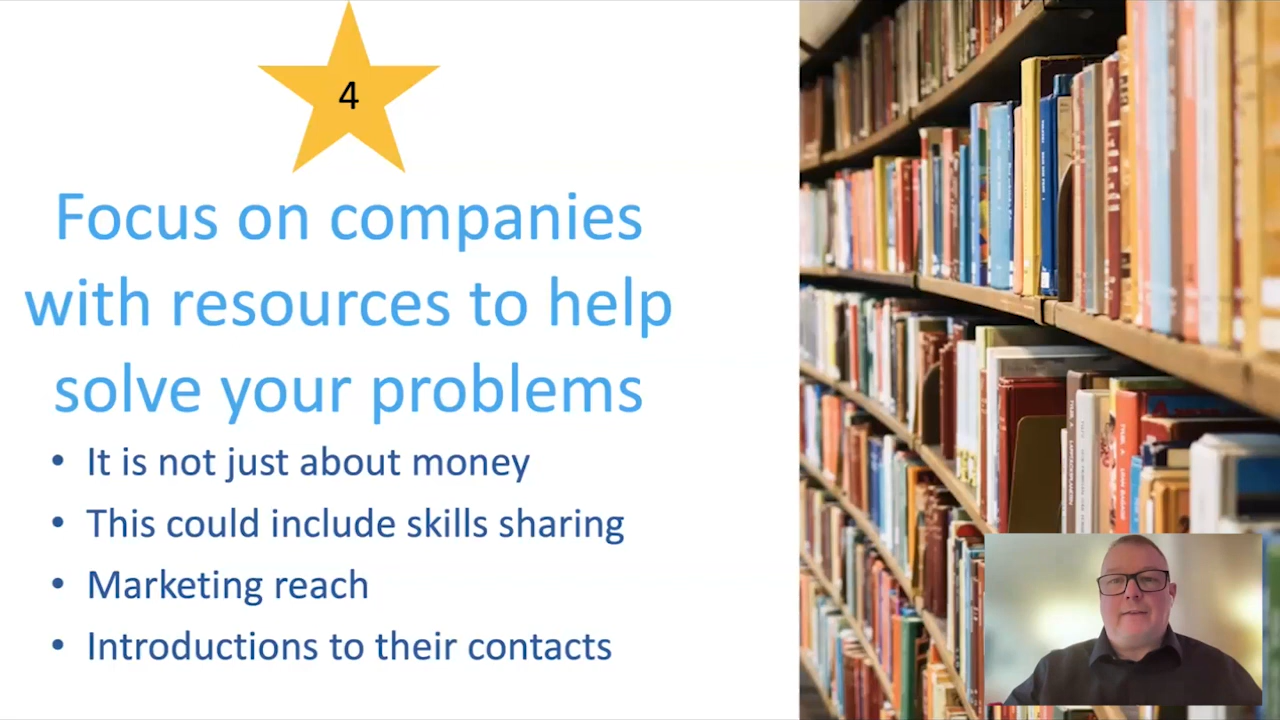 4
Focus on companies
with resources to help
solve your problems
• It is not just about money
• This could include skills sharing
• Marketing reach
• Introductions to their contacts